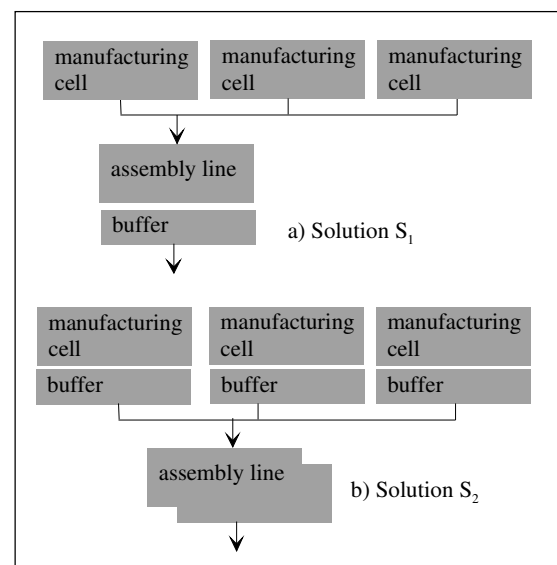 manufacturing cell
manufacturing cell
manufacturing cell
assembly line
buffer
a) Solution S₁
manufacturing cell
manufacturing cell
manufacturing cell
buffer
buffer
buffer
assembly line
b) Solution S₂